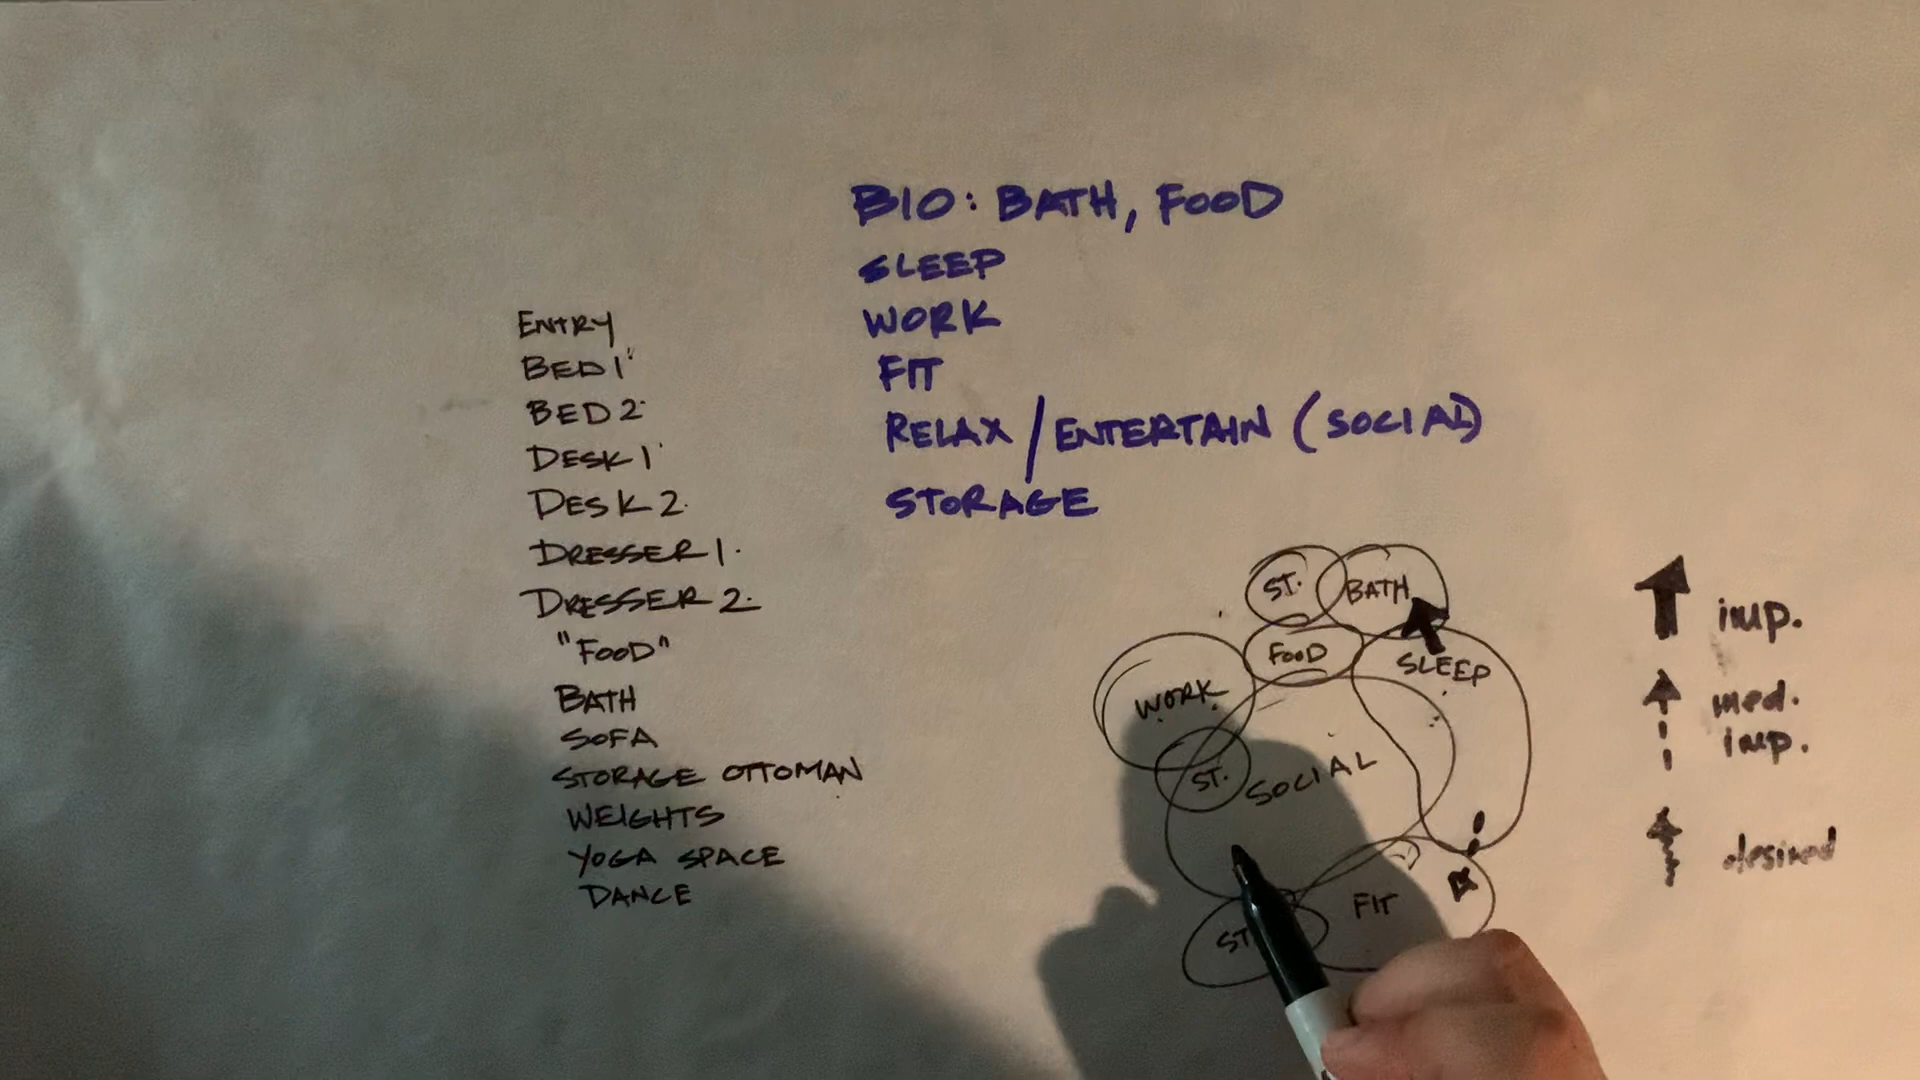 BIO: BATH, FOOD
SLEEP
WORK
FIT
RELAX / ENTERTAIN (SOCIAL)
STORAGE
ENTRY
BED 1
BED 2
DESK 1
DESK 2
DRESSER 1
DRESSER 2
"FOOD"
BATH
SOFA
STORAGE OTTOMAN
WEIGHTS
YOGA SPACE
DANCE
ST.
BATH
FOOD
SLEEP
WORK
ST.
SOCIAL
FIT
ST
imp.
med.
imp.
desired